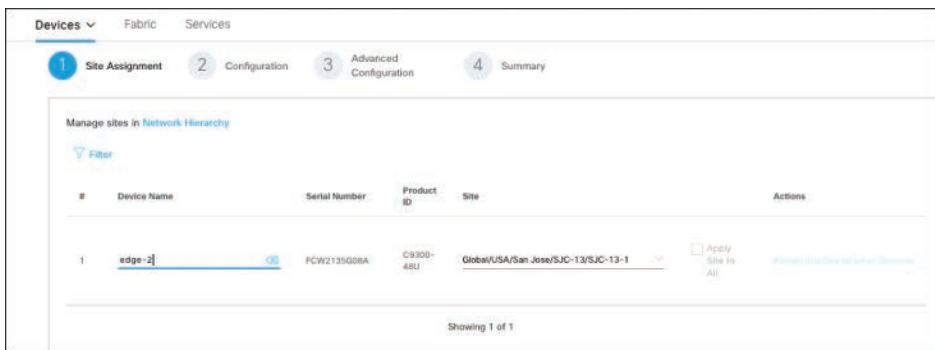 Devices Fabric Services
1 Site Assignment 2 Configuration 3 Advanced Configuration 4 Summary
Manage sites in Network Hierarchy
Filter
# Device Name Serial Number Product ID Site Actions
1 edge-2 FCW2135G08A C9300-48U Global/USA/San Jose/SJC-13/SJC-13-1 Apply Site to All
Showing 1 of 1